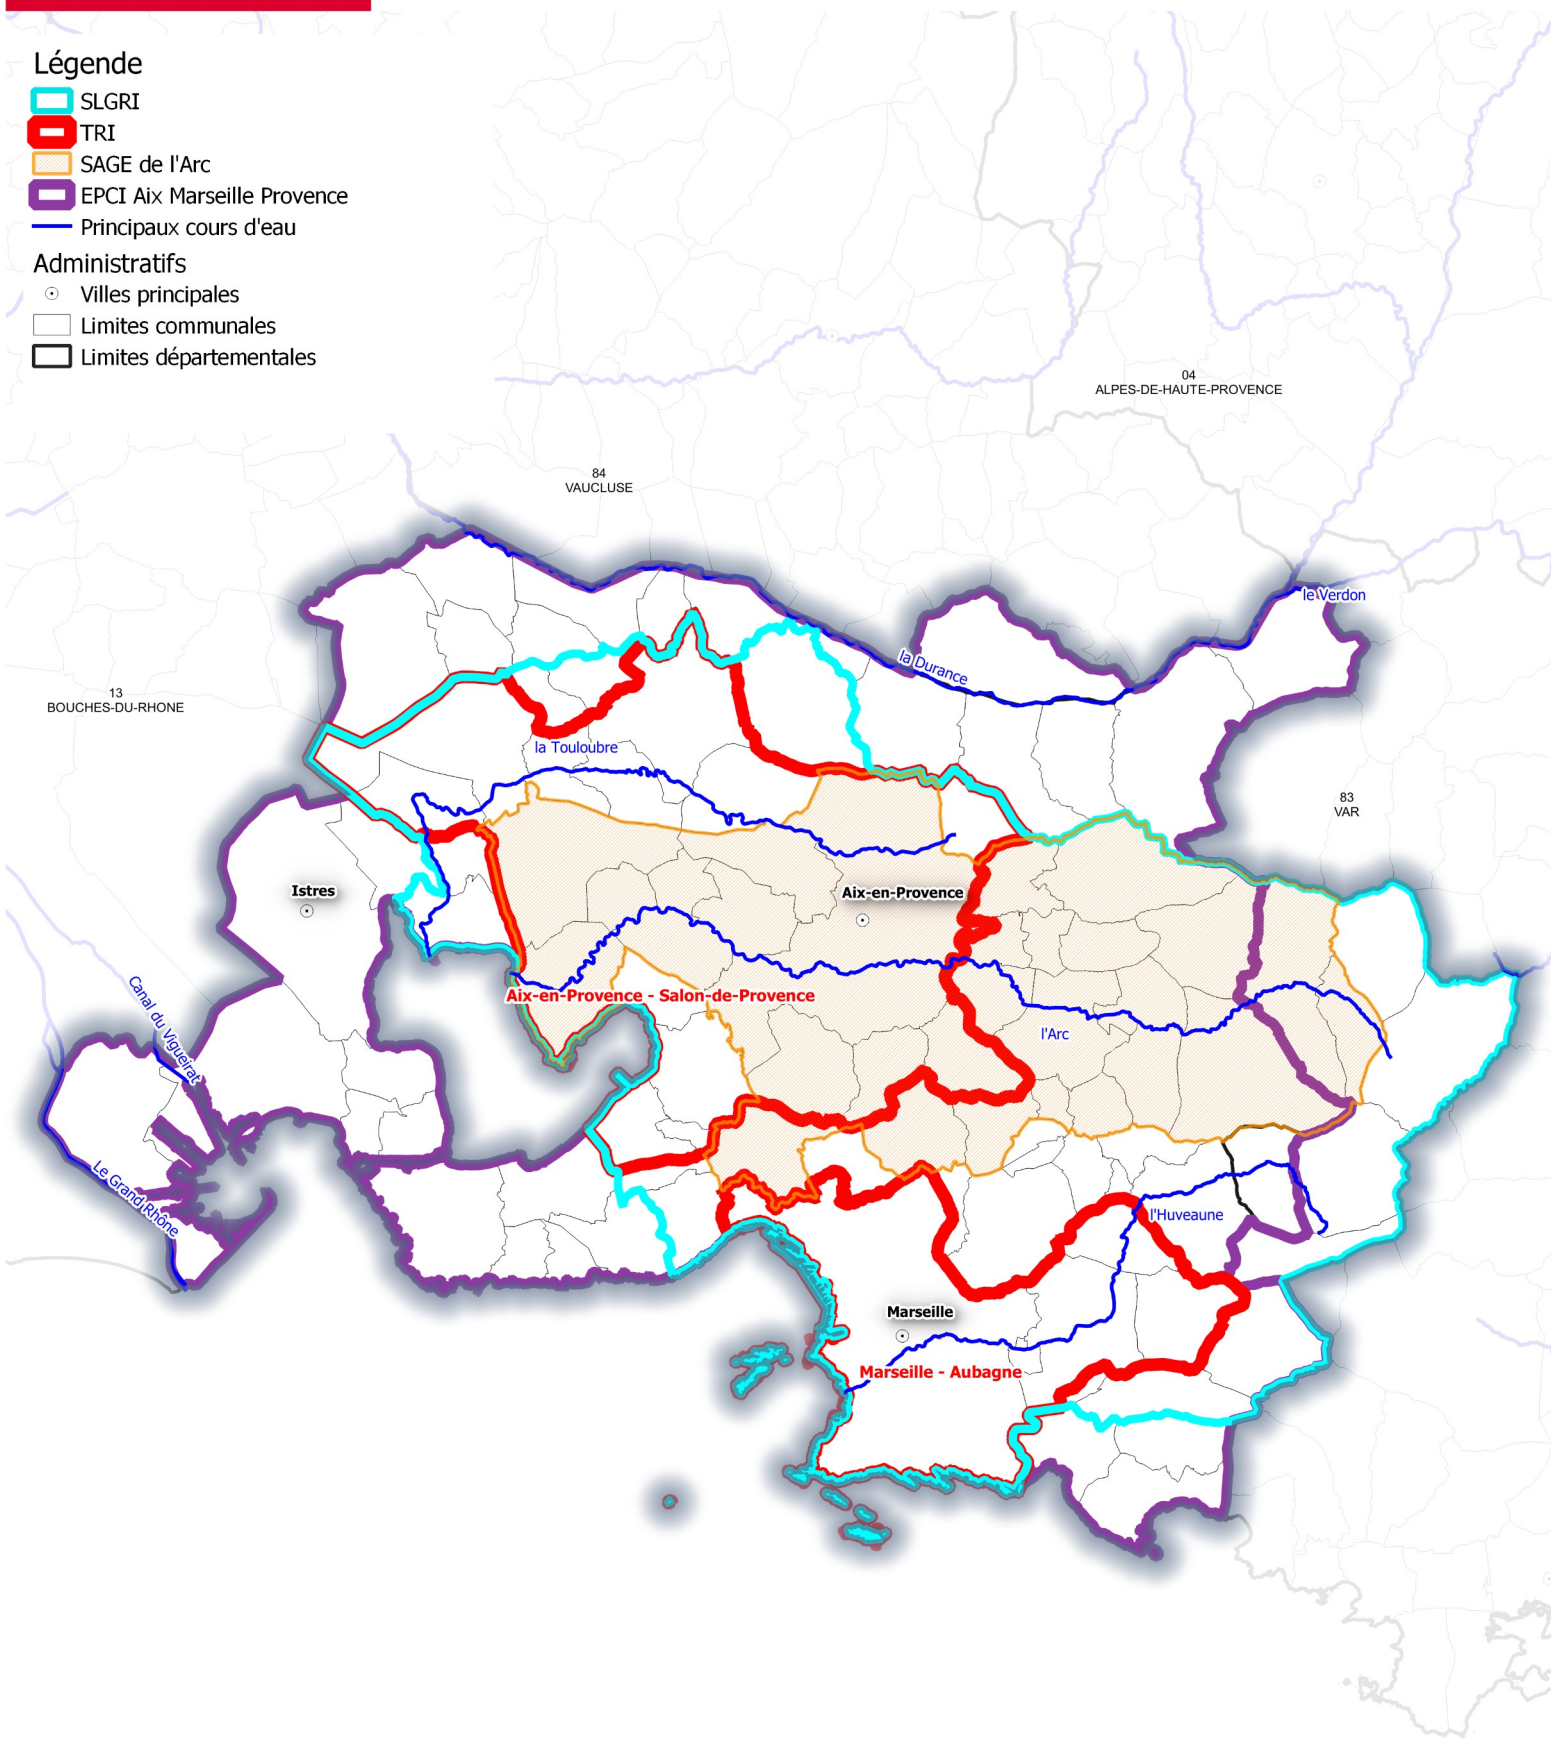 Légende
SLGRI
TRI
SAGE de l'Arc
EPCI Aix Marseille Provence
Principaux cours d'eau
Administratifs
Villes principales
Limites communales
Limites départementales
04
ALPES-DE-HAUTE-PROVENCE
84
VAUCLUSE
le Verdon
la Durance
13
BOUCHES-DU-RHONE
la Touloubre
83
VAR
Istres
Aix-en-Provence
Canal du Vigueirat
Aix-en-Provence - Salon-de-Provence
l'Arc
Le Grand Rhône
l'Huveaune
Marseille
Marseille - Aubagne